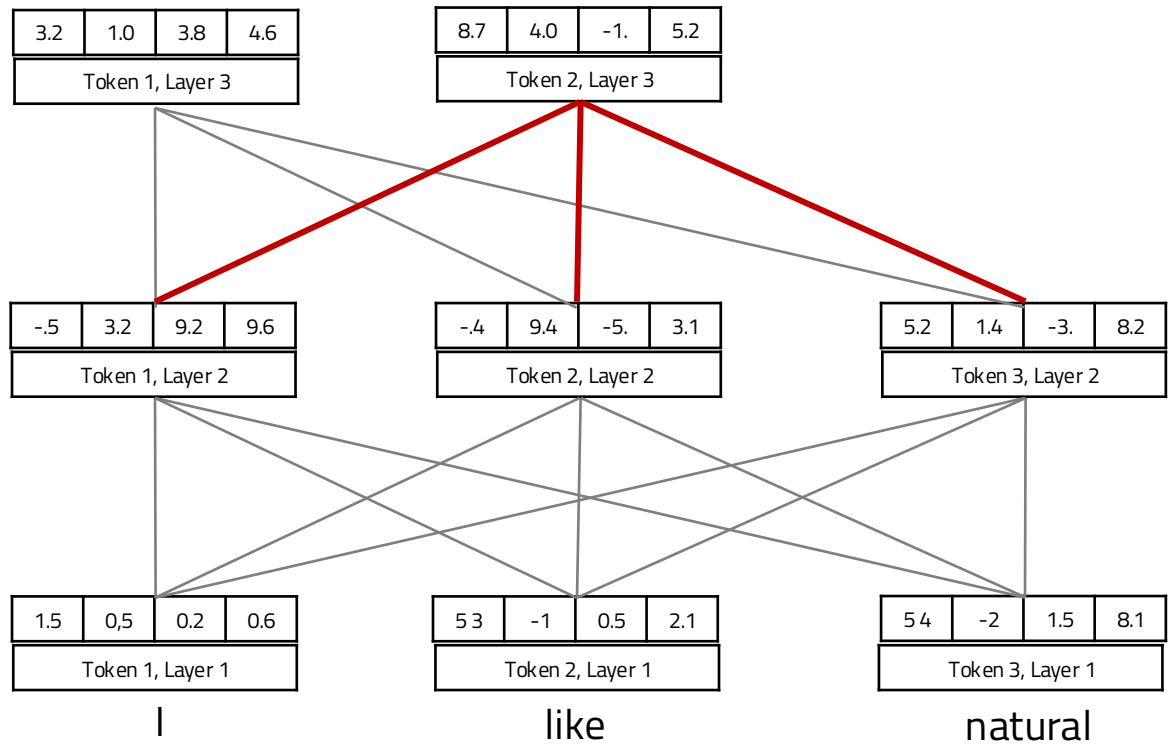 3.2 1.0 3.8 4.6
8.7 4.0 -1. 5.2
Token 1, Layer 3
Token 2, Layer 3
-.5 3.2 9.2 9.6
-.4 9.4 -5. 3.1
5.2 1.4 -3. 8.2
Token 1, Layer 2
Token 2, Layer 2
Token 3, Layer 2
1.5 0,5 0.2 0.6
5 3 -1 0.5 2.1
5 4 -2 1.5 8.1
Token 1, Layer 1
Token 2, Layer 1
Token 3, Layer 1
I
like
natural